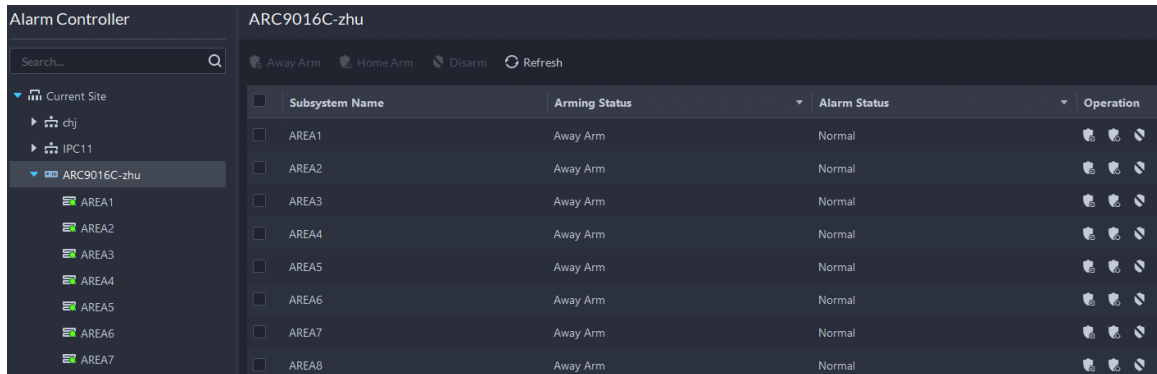 Alarm Controller
Search...
Current Site
chj
IPC11
ARC9016C-zhu
AREA1
AREA2
AREA3
AREA4
AREA5
AREA6
AREA7
ARC9016C-zhu
Away Arm Home Arm Disarm Refresh
Subsystem Name Arming Status Alarm Status Operation
AREA1 Away Arm Normal
AREA2 Away Arm Normal
AREA3 Away Arm Normal
AREA4 Away Arm Normal
AREA5 Away Arm Normal
AREA6 Away Arm Normal
AREA7 Away Arm Normal
AREA8 Away Arm Normal